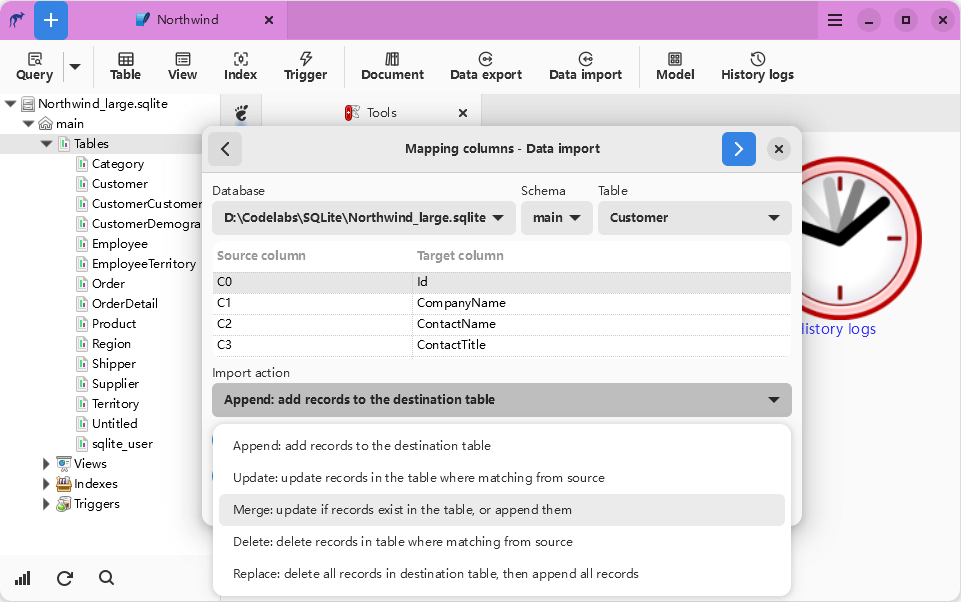 Northwind
Query
Table
View
Index
Trigger
Document
Data export
Data import
Model
History logs
Northwind_large.sqlite
main
Tables
Category
Customer
CustomerCustomer
CustomerDemogra
Employee
EmployeeTerritory
Order
OrderDetail
Product
Region
Shipper
Supplier
Territory
Untitled
sqlite_user
Views
Indexes
Triggers
Tools
Mapping columns - Data import
Database Schema Table
D:\Codelabs\SQLite\Northwind_large.sqlite main Customer
Source column Target column
C0 Id
C1 CompanyName
C2 ContactName
C3 ContactTitle
Import action
Append: add records to the destination table
Append: add records to the destination table
Update: update records in the table where matching from source
Merge: update if records exist in the table, or append them
Delete: delete records in table where matching from source
Replace: delete all records in destination table, then append all records
History logs